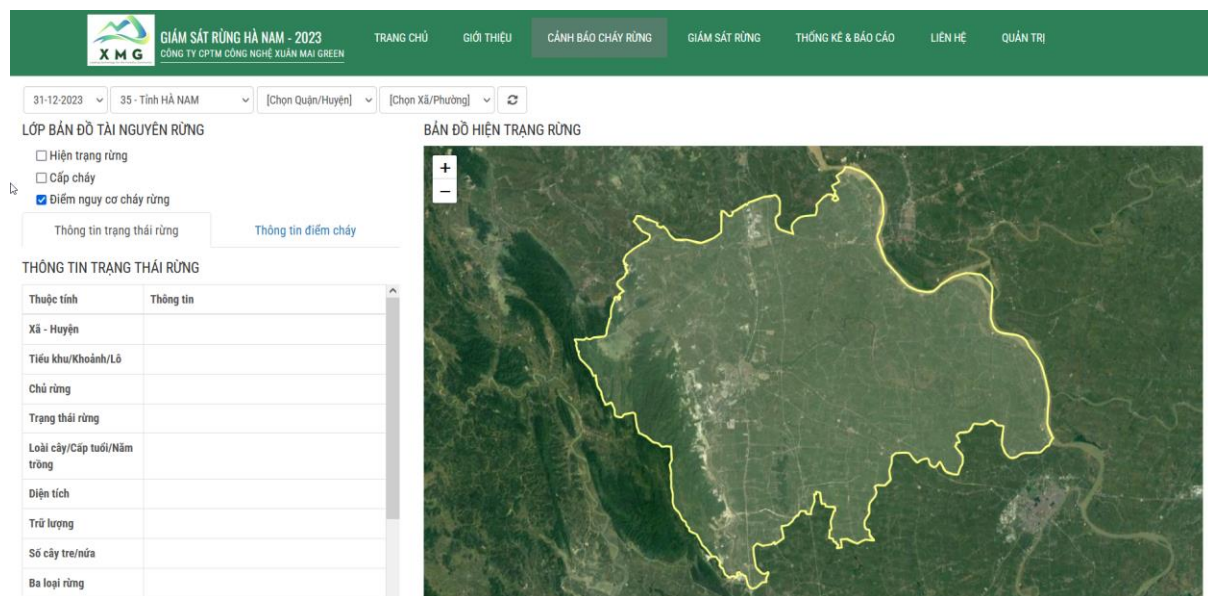 XMG
GIÁM SÁT RỪNG HÀ NAM - 2023
CÔNG TY CPTM CÔNG NGHỆ XUÂN MAI GREEN
TRANG CHỦ
GIỚI THIỆU
CẢNH BÁO CHÁY RỪNG
GIÁM SÁT RỪNG
THỐNG KÊ & BÁO CÁO
LIÊN HỆ
QUẢN TRỊ
31-12-2023
35 - Tỉnh HÀ NAM
[Chọn Quận/Huyện]
[Chọn Xã/Phường]
LỚP BẢN ĐỒ TÀI NGUYÊN RỪNG
Hiện trạng rừng
Cấp cháy
Điểm nguy cơ cháy rừng
Thông tin trạng thái rừng
Thông tin điểm cháy
THÔNG TIN TRẠNG THÁI RỪNG
Thuộc tính
Thông tin
Xã - Huyện
Tiểu khu/Khoảnh/Lô
Chủ rừng
Trạng thái rừng
Loài cây/Cấp tuổi/Năm
trồng
Diện tích
Trữ lượng
Số cây tre/nứa
Ba loại rừng
BẢN ĐỒ HIỆN TRẠNG RỪNG
+
−